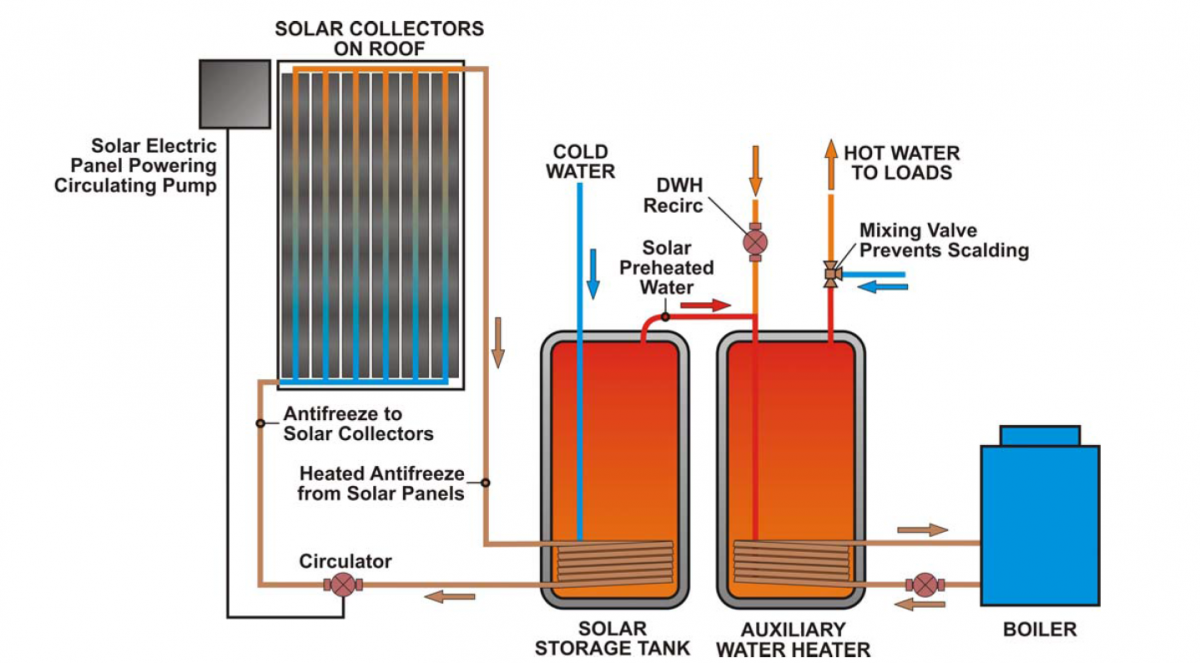 SOLAR COLLECTORS
ON ROOF
Solar Electric
Panel Powering
Circulating Pump
COLD
WATER
DWH
Recirc
HOT WATER
TO LOADS
Mixing Valve
Prevents Scalding
Solar
Preheated
Water
Antifreeze to
Solar Collectors
Heated Antifreeze
from Solar Panels
Circulator
SOLAR
STORAGE TANK
AUXILIARY
WATER HEATER
BOILER